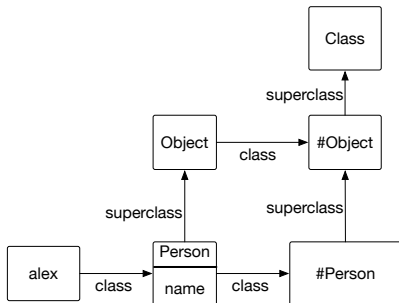 Class
superclass
Object
class
#Object
superclass
superclass
alex
class
Person
name
class
#Person